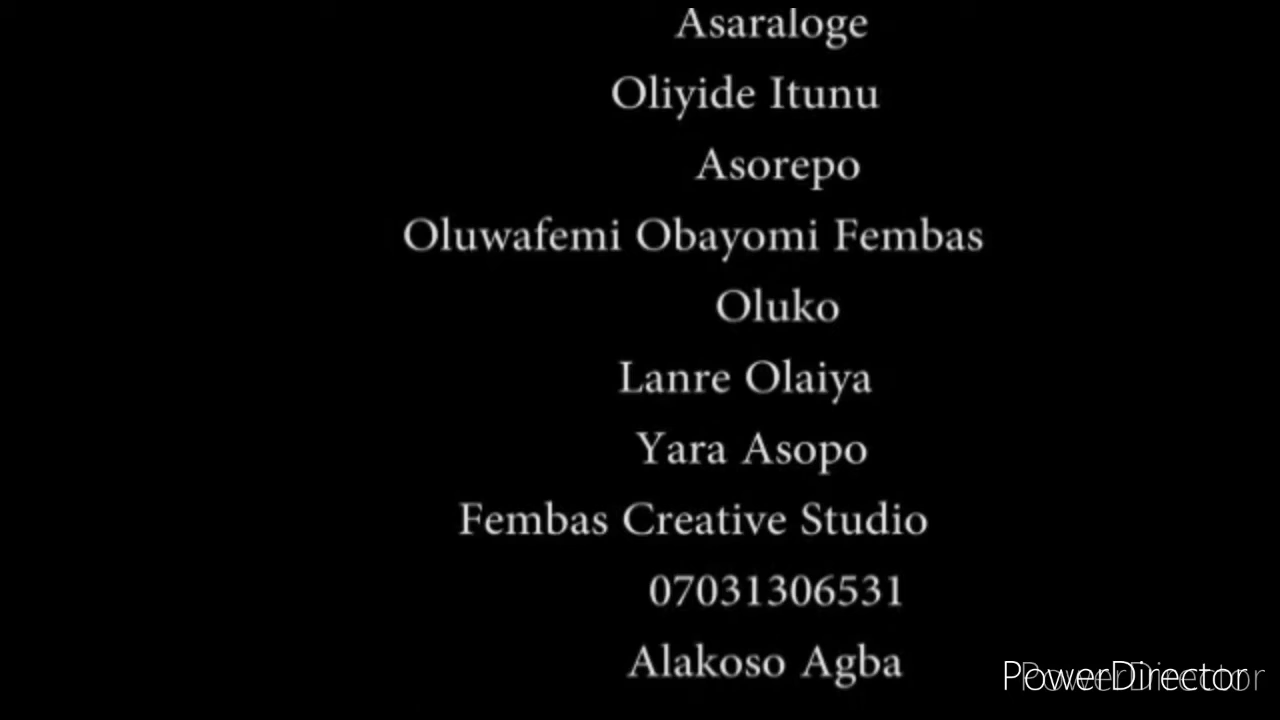 Asaraloge
Oliyide Itunu
Asorepo
Oluwafemi Obayomi Fembas
Oluko
Lanre Olaiya
Yara Asopo
Fembas Creative Studio
07031306531
Alakoso Agba
PowerDirector